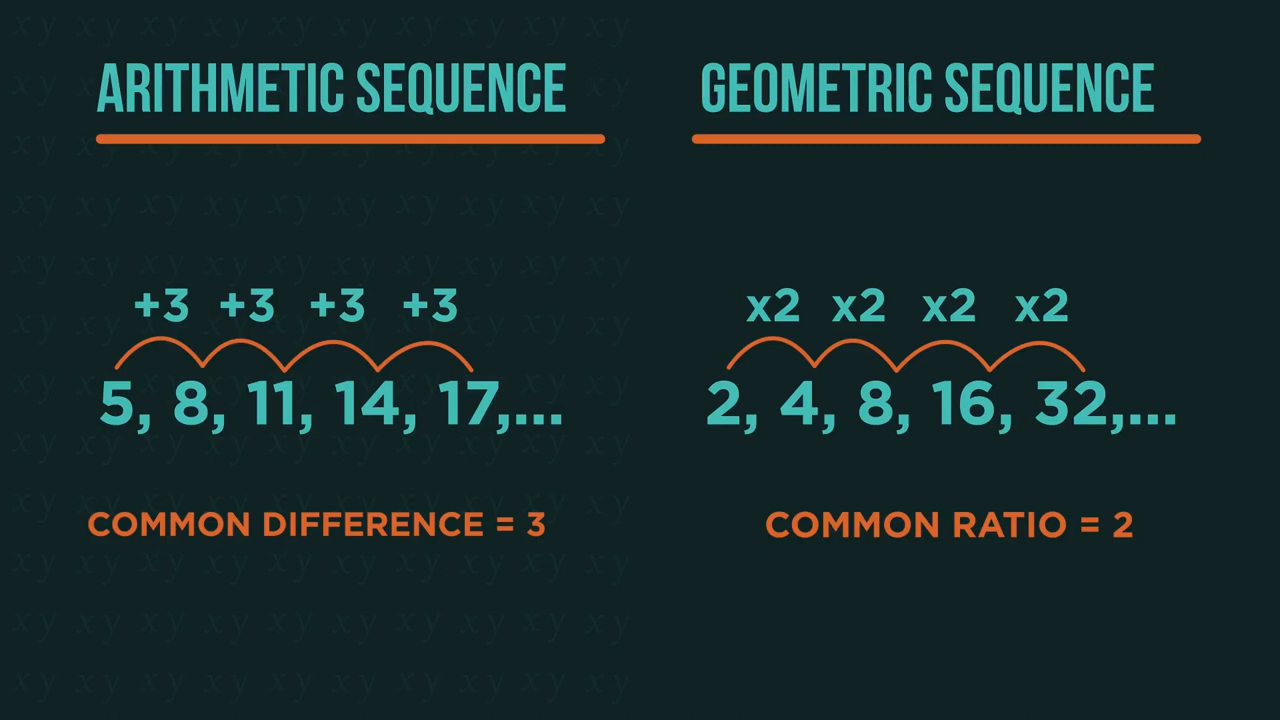 ARITHMETIC SEQUENCE
+3 +3 +3 +3
5, 8, 11, 14, 17,...
COMMON DIFFERENCE = 3
GEOMETRIC SEQUENCE
x2 x2 x2 x2
2, 4, 8, 16, 32,...
COMMON RATIO = 2